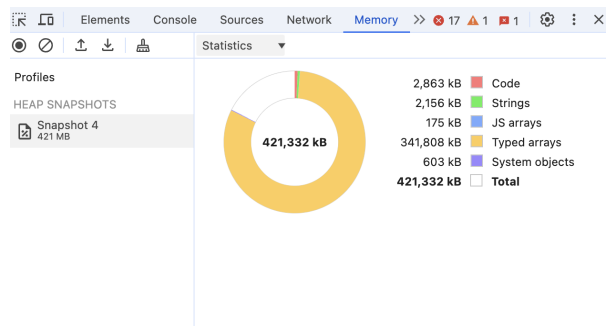 Elements Console Sources Network Memory 17 1 1
Statistics
Profiles
HEAP SNAPSHOTS
Snapshot 4
421 MB
421,332 kB
2,863 kB Code
2,156 kB Strings
175 kB JS arrays
341,808 kB Typed arrays
603 kB System objects
421,332 kB Total